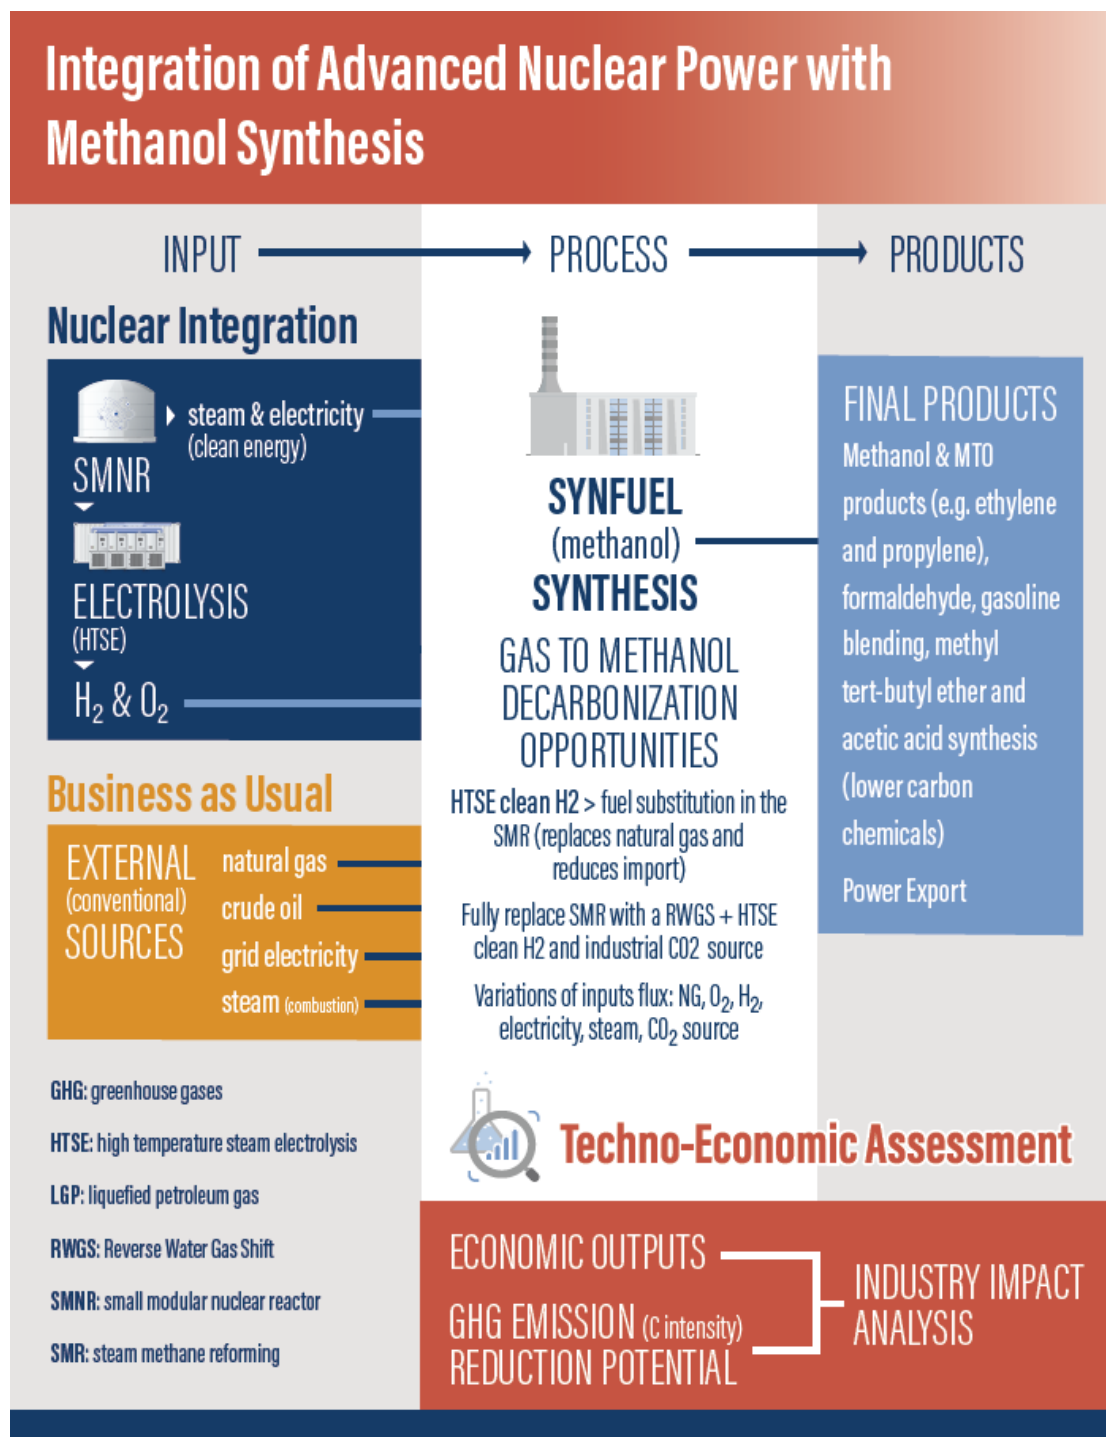 Integration of Advanced Nuclear Power with
Methanol Synthesis
INPUT
PROCESS
PRODUCTS
Nuclear Integration
steam & electricity
(clean energy)
SMNR
ELECTROLYSIS
(HTSE)
H₂ & O₂
Business as Usual
EXTERNAL
(conventional)
SOURCES
natural gas
crude oil
grid electricity
steam (combustion)
GHG: greenhouse gases
HTSE: high temperature steam electrolysis
LGP: liquefied petroleum gas
RWGS: Reverse Water Gas Shift
SMNR: small modular nuclear reactor
SMR: steam methane reforming
SYNFUEL
(methanol)
SYNTHESIS
GAS TO METHANOL
DECARBONIZATION
OPPORTUNITIES
HTSE clean H2 > fuel substitution in the
SMR (replaces natural gas and
reduces import)
Fully replace SMR with a RWGS + HTSE
clean H2 and industrial CO2 source
Variations of inputs flux: NG, O₂, H₂,
electricity, steam, CO₂ source
FINAL PRODUCTS
Methanol & MTO
products (e.g. ethylene
and propylene),
formaldehyde, gasoline
blending, methyl
tert-butyl ether and
acetic acid synthesis
(lower carbon
chemicals)
Power Export
Techno-Economic Assessment
ECONOMIC OUTPUTS
GHG EMISSION (C intensity)
REDUCTION POTENTIAL
INDUSTRY IMPACT
ANALYSIS